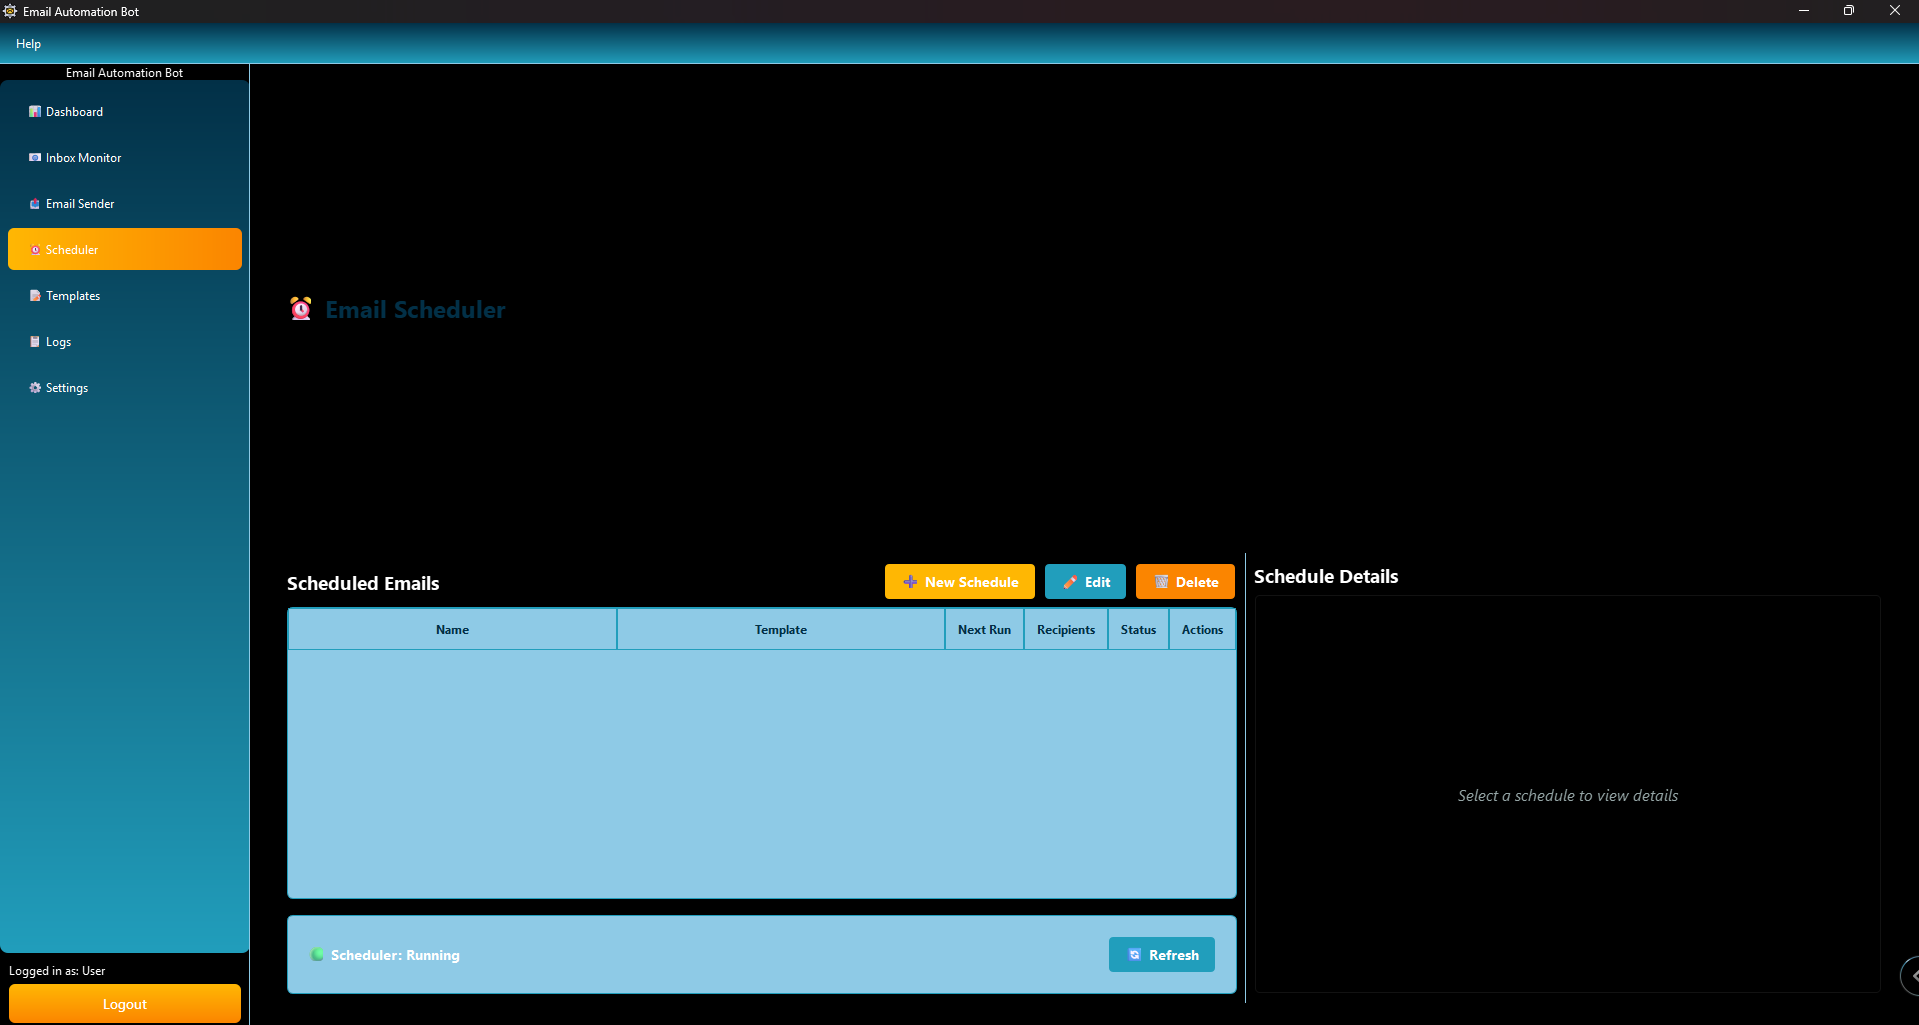 Email Automation Bot
Help
Email Automation Bot
Dashboard
Inbox Monitor
Email Sender
Scheduler
Templates
Logs
Settings
Logged in as: User
Logout
Email Scheduler
Scheduled Emails
New Schedule
Edit
Delete
Name Template Next Run Recipients Status Actions
Scheduler: Running
Refresh
Schedule Details
Select a schedule to view details